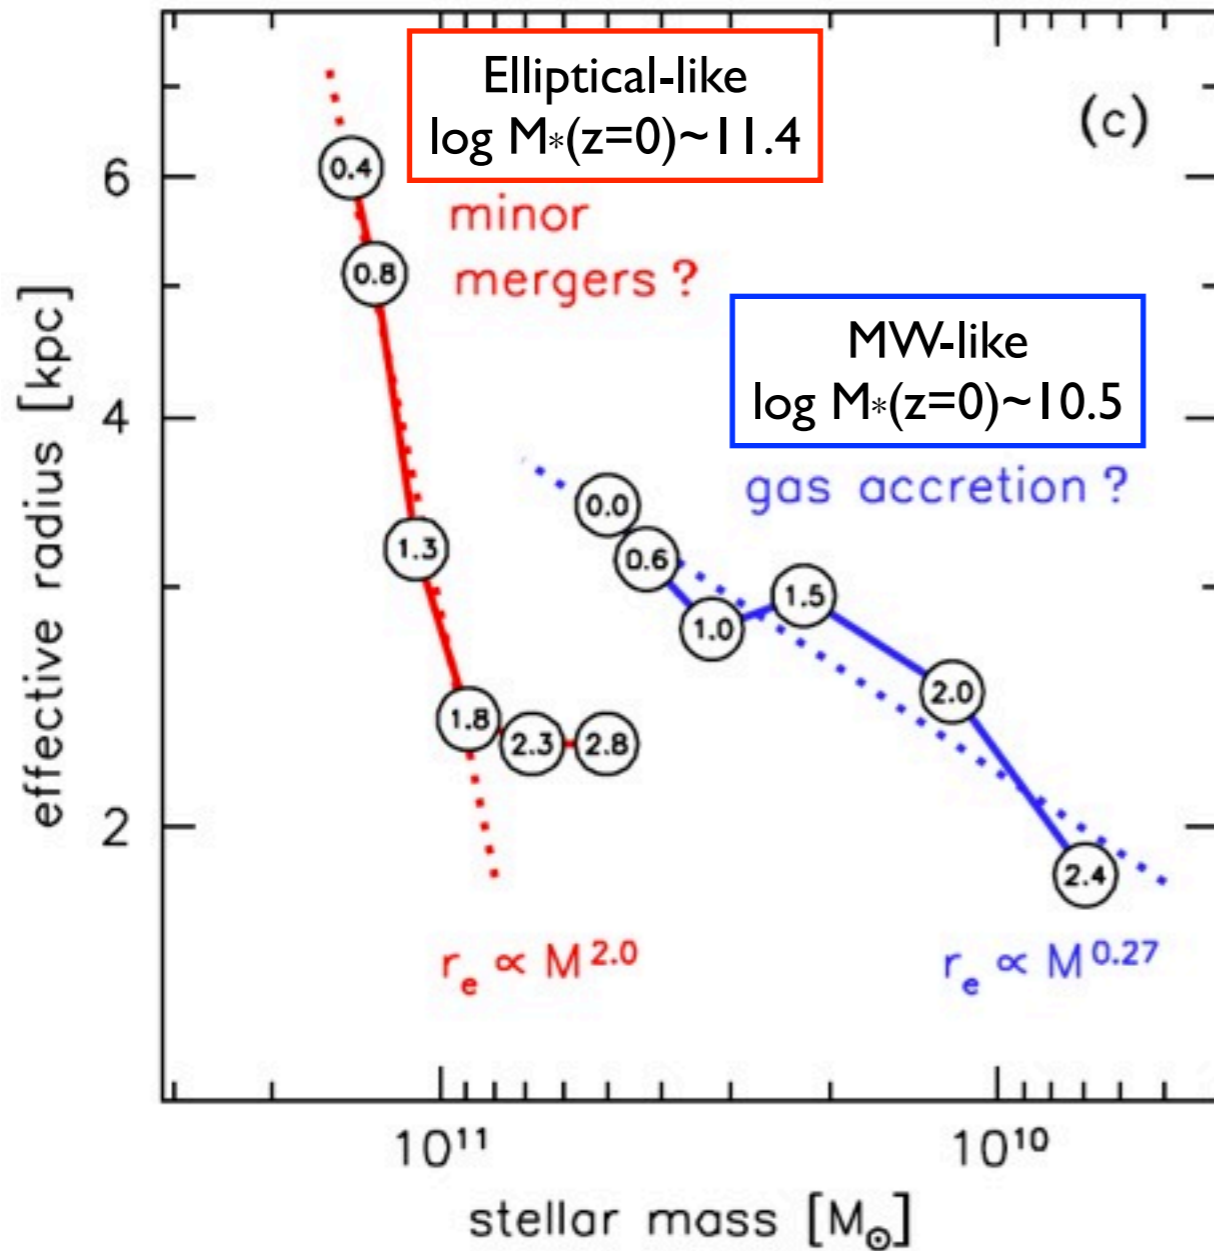 Elliptical-like
log M*(z=0)~11.4
(c)
minor
mergers ?
MW-like
log M*(z=0)~10.5
gas accretion ?
6
4
2
effective radius [kpc]
0.4
0.8
1.3
1.8
2.3
2.8
0.0
0.6
1.0
1.5
2.0
2.4
rₑ ∝ M²·⁰
rₑ ∝ M⁰·²⁷
10¹¹
10¹⁰
stellar mass [M⊙]